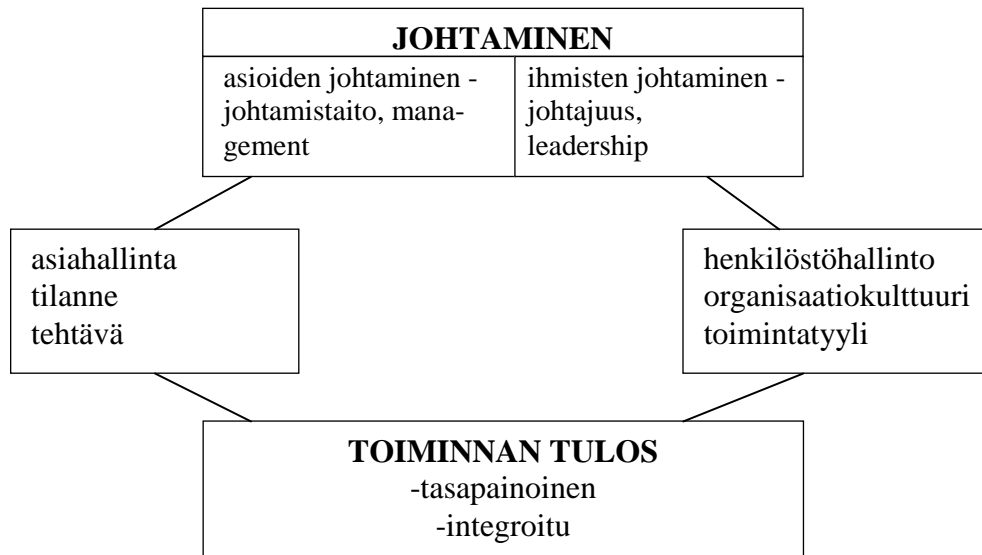 JOHTAMINEN
asioiden johtaminen -
johtamistaito, mana-
gement
ihmisten johtaminen -
johtajuus,
leadership
asiahallinta
tilanne
tehtävä
henkilöstöhallinto
organisaatiokulttuuri
toimintatyyli
TOIMINNAN TULOS
-tasapainoinen
-integroitu